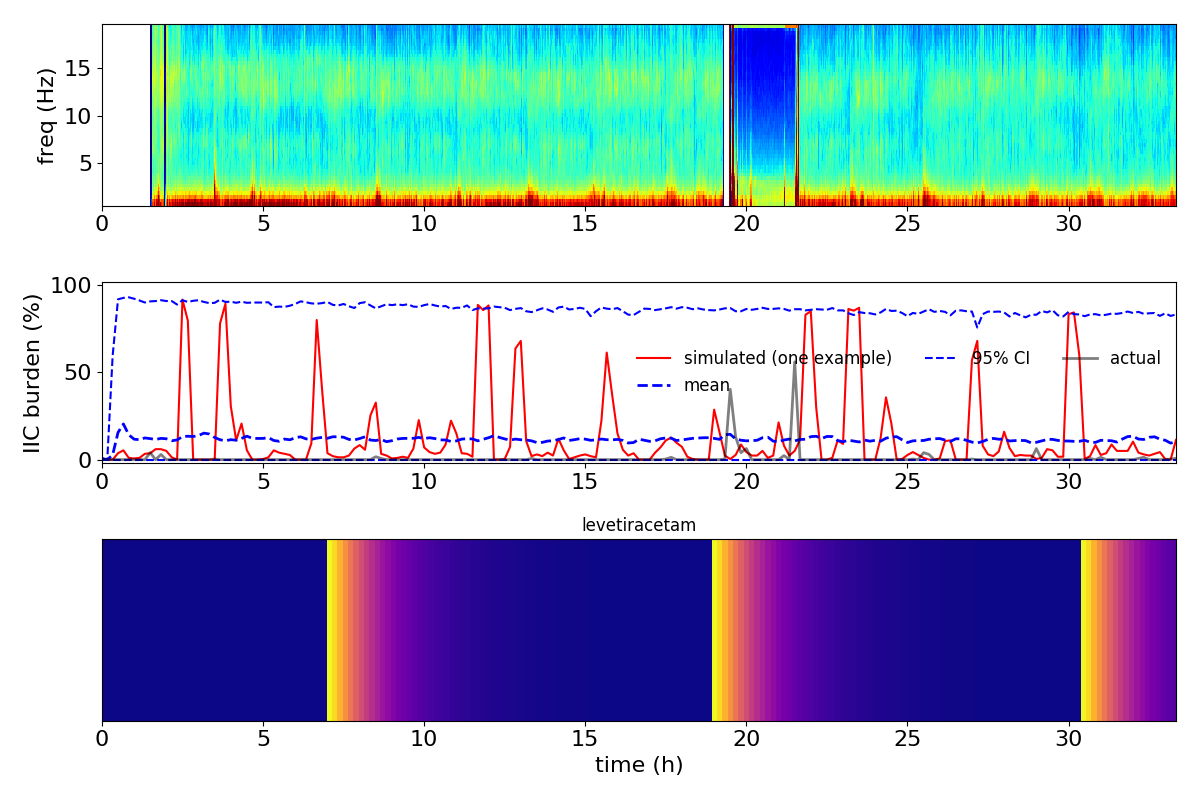 freq (Hz)
15
10
5
0 5 10 15 20 25 30
IIC burden (%)
100
50
0
simulated (one example) 95% CI actual
mean
0 5 10 15 20 25 30
levetiracetam
0 5 10 15 20 25 30
time (h)